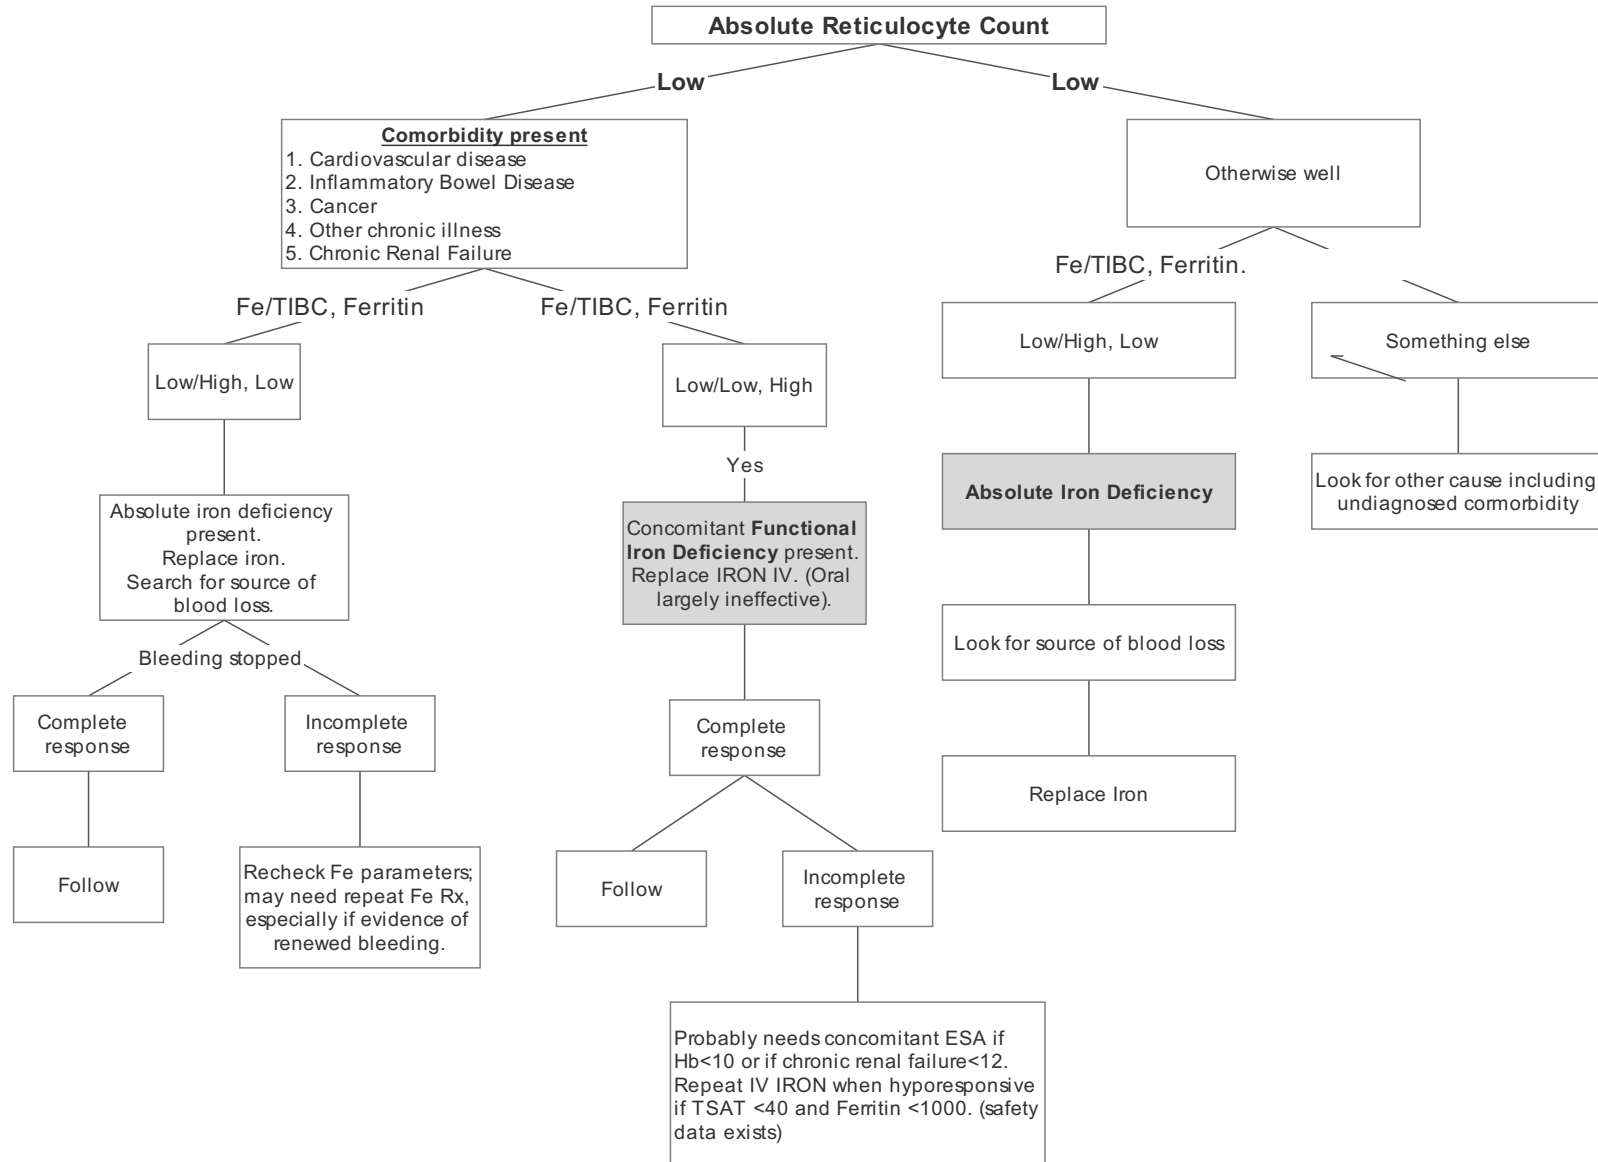 Absolute Reticulocyte Count
Low
Low
Comorbidity present
1. Cardiovascular disease
2. Inflammatory Bowel Disease
3. Cancer
4. Other chronic illness
5. Chronic Renal Failure
Otherwise well
Fe/TIBC, Ferritin
Fe/TIBC, Ferritin
Fe/TIBC, Ferritin.
Low/High, Low
Low/Low, High
Low/High, Low
Something else
Yes
Absolute iron deficiency
present.
Replace iron.
Search for source of
blood loss.
Concomitant Functional
Iron Deficiency present.
Replace IRON IV. (Oral
largely ineffective).
Absolute Iron Deficiency
Look for other cause including
undiagnosed cormorbidity
Bleeding stopped
Look for source of blood loss
Complete
response
Incomplete
response
Complete
response
Replace Iron
Follow
Recheck Fe parameters;
may need repeat Fe Rx,
especially if evidence of
renewed bleeding.
Follow
Incomplete
response
Probably needs concomitant ESA if
Hb<10 or if chronic renal failure<12.
Repeat IV IRON when hyporesponsive
if TSAT <40 and Ferritin <1000. (safety
data exists)